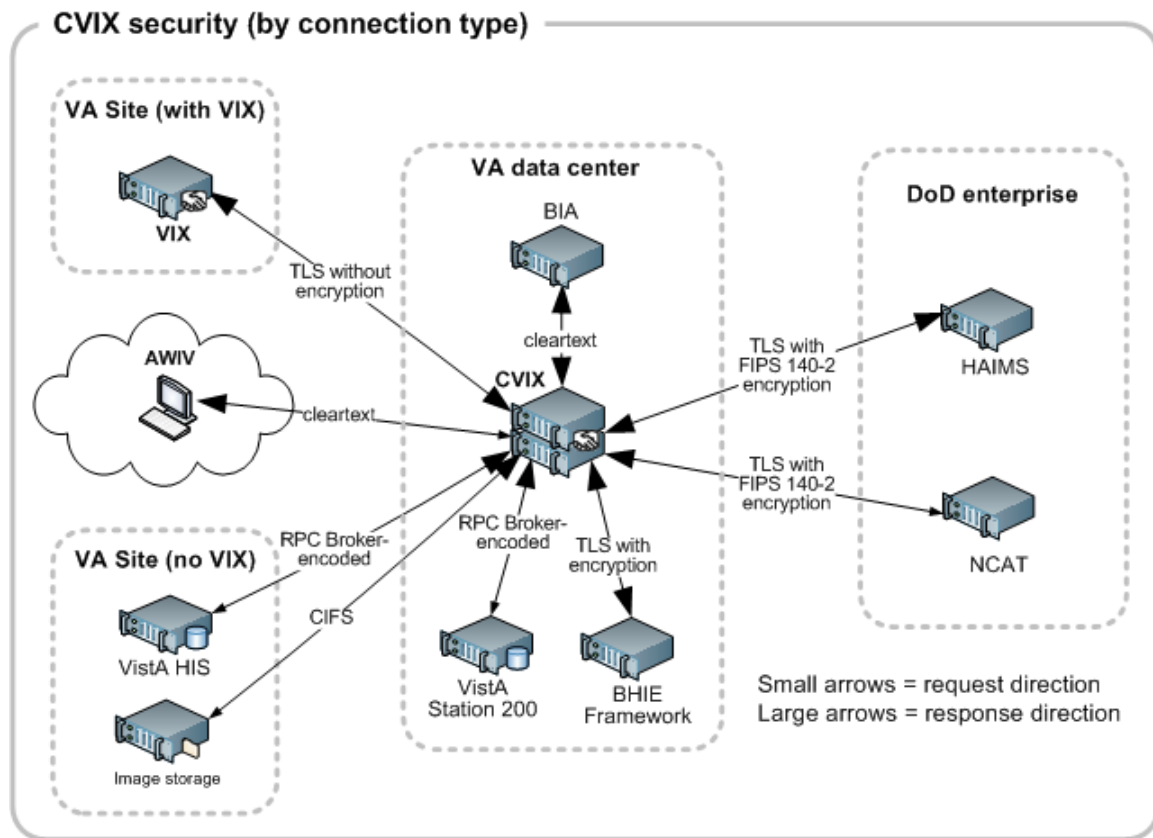 CVIX security (by connection type)
VA Site (with VIX)
VIX
TLS without
encryption
AWIV
cleartext
VA Site (no VIX)
RPC Broker-
encoded
CIFS
VistA HIS
Image storage
VA data center
BIA
cleartext
CVIX
RPC Broker-
encoded
TLS with
encryption
VistA
Station 200
BHIE
Framework
DoD enterprise
TLS with
FIPS 140-2
encryption
HAIMS
TLS with
FIPS 140-2
encryption
NCAT
Small arrows = request direction
Large arrows = response direction